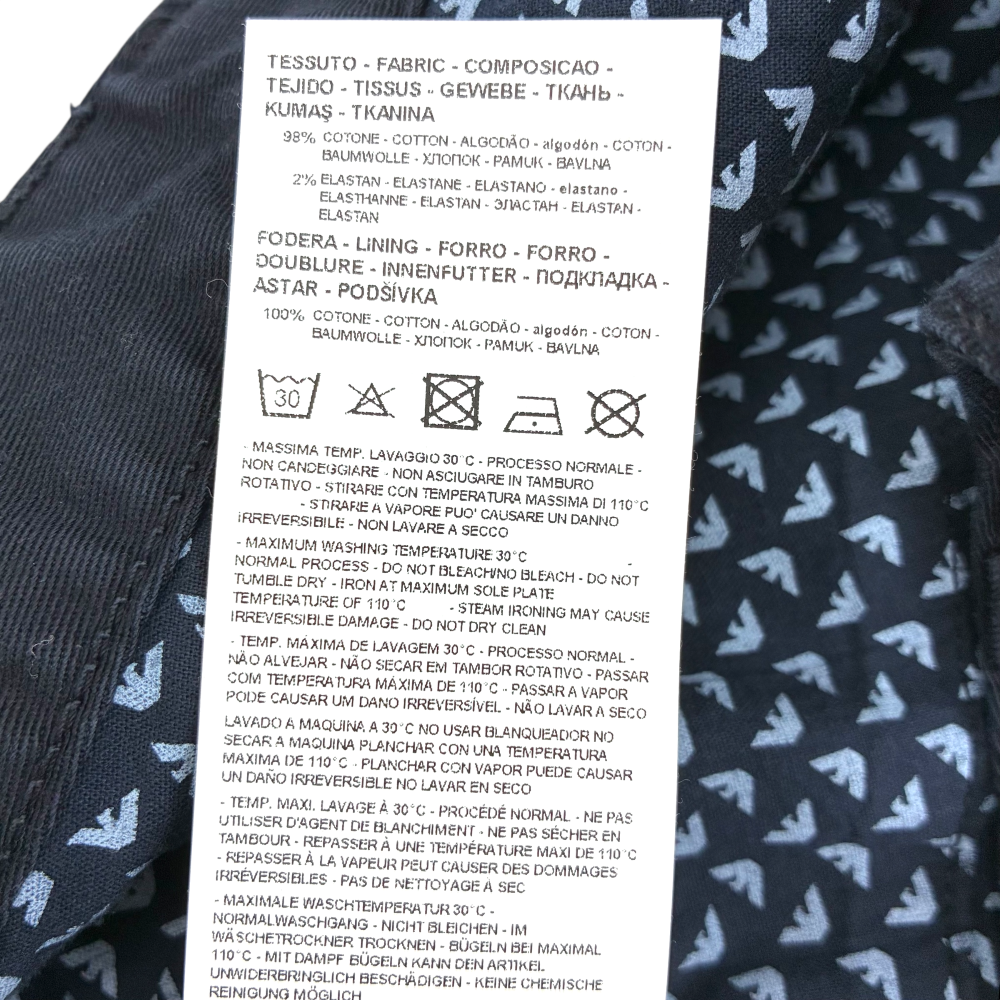 TESSUTO - FABRIC - COMPOSICAO -
TEJIDO - TISSUS - GEWEBE - ТКАНЬ -
KUMAŞ - TKANINA
98% COTONE - COTTON - ALGODÃO - algodón - COTON -
BAUMWOLLE - ХЛОПОК - PAMUK - BAVLNA
2% ELASTAN - ELASTANE - ELASTANO - elastano -
ELASTHANNE - ELASTAN - ЭЛАСТАН - ELASTAN -
ELASTAN
FODERA - LINING - FORRO - FORRO -
DOUBLURE - INNENFUTTER - ПОДКЛАДКА -
ASTAR - PODŠÍVKA
100% COTONE - COTTON - ALGODÃO - algodón - COTON -
BAUMWOLLE - ХЛОПОК - PAMUK - BAVLNA
30
- MASSIMA TEMP. LAVAGGIO 30°C - PROCESSO NORMALE -
NON CANDEGGIARE - NON ASCIUGARE IN TAMBURO
ROTATIVO - STIRARE CON TEMPERATURA MASSIMA DI 110°C
- STIRARE A VAPORE PUO' CAUSARE UN DANNO
IRREVERSIBILE - NON LAVARE A SECCO
- MAXIMUM WASHING TEMPERATURE 30°C -
NORMAL PROCESS - DO NOT BLEACH/NO BLEACH - DO NOT
TUMBLE DRY - IRON AT MAXIMUM SOLE PLATE
TEMPERATURE OF 110°C - STEAM IRONING MAY CAUSE
IRREVERSIBLE DAMAGE - DO NOT DRY CLEAN
- TEMP. MÁXIMA DE LAVAGEM 30°C - PROCESSO NORMAL -
NÃO ALVEJAR - NÃO SECAR EM TAMBOR ROTATIVO - PASSAR
COM TEMPERATURA MÁXIMA DE 110°C - PASSAR A VAPOR
PODE CAUSAR UM DANO IRREVERSÍVEL - NÃO LAVAR A SECO
LAVADO A MAQUINA A 30°C NO USAR BLANQUEADOR NO
SECAR A MAQUINA PLANCHAR CON UNA TEMPERATURA
MAXIMA DE 110°C - PLANCHAR CON VAPOR PUEDE CAUSAR
UN DAÑO IRREVERSIBLE NO LAVAR EN SECO
- TEMP. MAXI. LAVAGE À 30°C - PROCÉDÉ NORMAL - NE PAS
UTILISER D'AGENT DE BLANCHIMENT - NE PAS SÉCHER EN
TAMBOUR - REPASSER À UNE TEMPÉRATURE MAXI DE 110°C
- REPASSER À LA VAPEUR PEUT CAUSER DES DOMMAGES
IRRÉVERSIBLES - PAS DE NETTOYAGE À SEC
- MAXIMALE WASCHTEMPERATUR 30°C -
NORMALWASCHGANG - NICHT BLEICHEN - IM
WÄSCHETROCKNER TROCKNEN - BÜGELN BEI MAXIMAL
110°C - MIT DAMPF BÜGELN KANN DEN ARTIKEL
UNWIDERBRINGLICH BESCHÄDIGEN - KEINE CHEMISCHE
REINIGUNG MÖGLICH